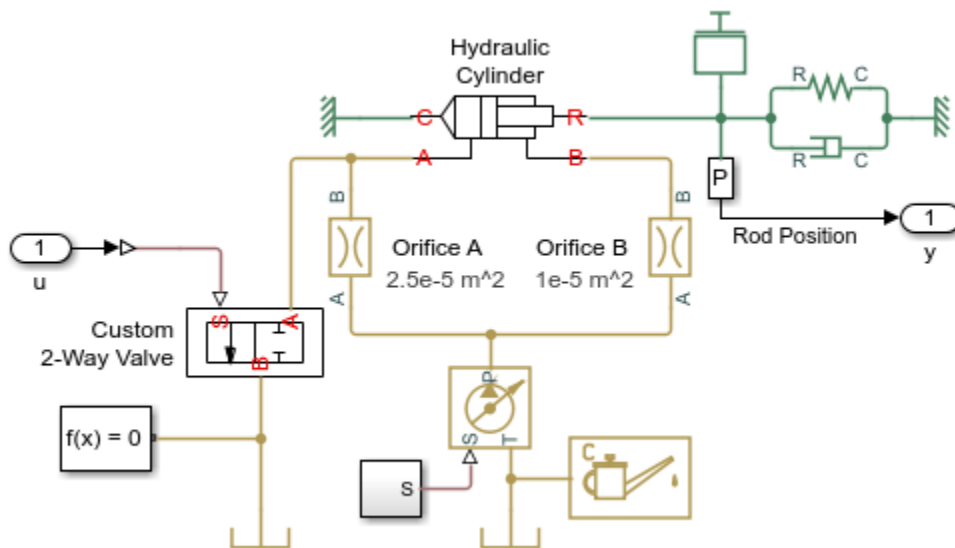 Hydraulic
Cylinder
C
R
A
B
R
C
R
C
P
Rod Position
1
y
1
u
B
Orifice A
2.5e-5 m^2
A
Orifice B
1e-5 m^2
B
A
Custom
2-Way Valve
S
A
B
f(x) = 0
P
S
T
S
C